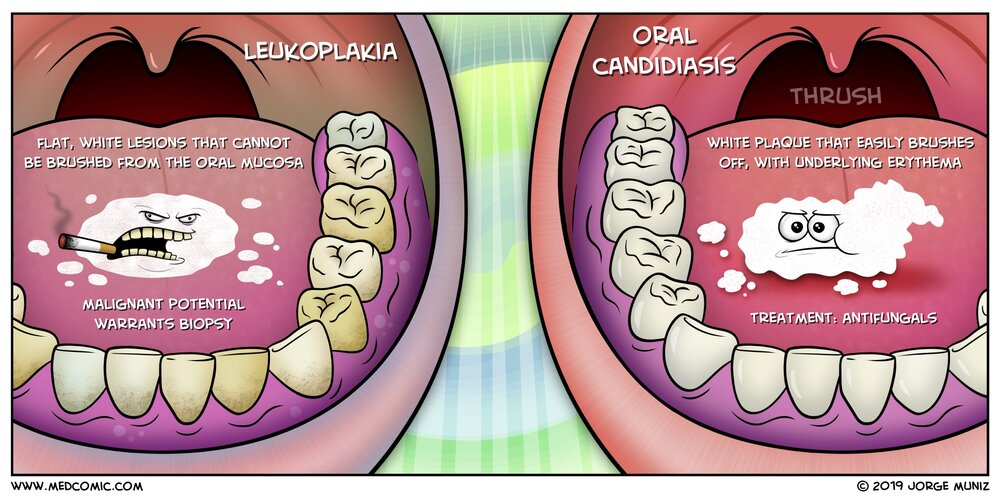 LEUKOPLAKIA
FLAT, WHITE LESIONS THAT CANNOT
BE BRUSHED FROM THE ORAL MUCOSA
MALIGNANT POTENTIAL
WARRANTS BIOPSY
ORAL
CANDIDIASIS
THRUSH
WHITE PLAQUE THAT EASILY BRUSHES
OFF, WITH UNDERLYING ERYTHEMA
TREATMENT: ANTIFUNGALS
WWW.MEDCOMIC.COM
© 2019 JORGE MUNIZ